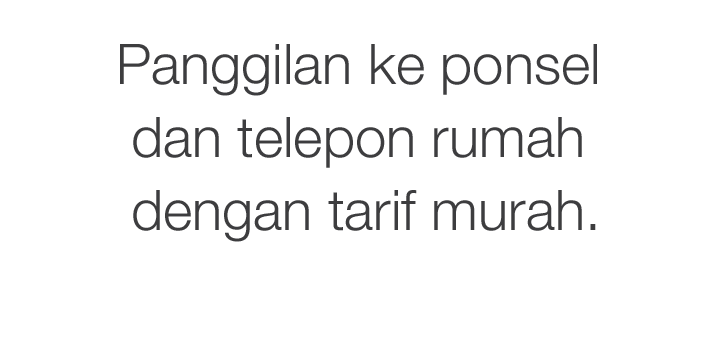 Panggilan ke ponsel
dan telepon rumah
dengan tarif murah.